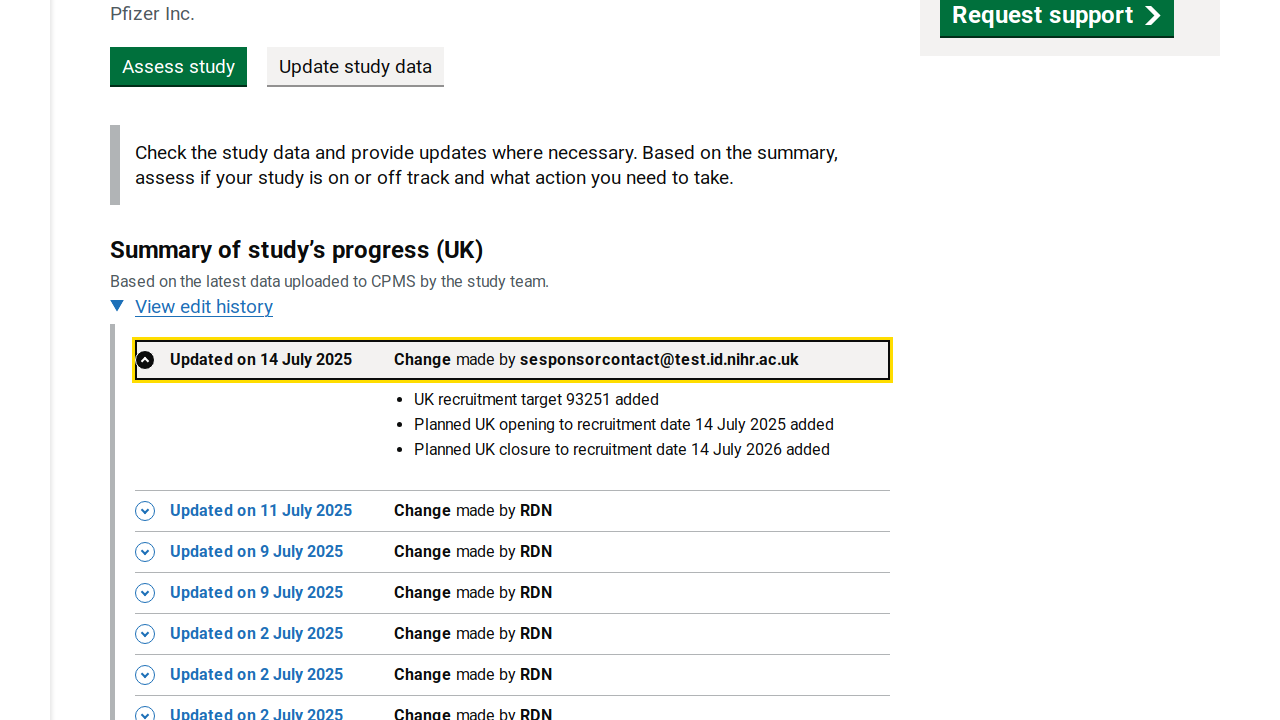 Pfizer Inc.
Request support
Assess study
Update study data
Check the study data and provide updates where necessary. Based on the summary,
assess if your study is on or off track and what action you need to take.
Summary of study’s progress (UK)
Based on the latest data uploaded to CPMS by the study team.
View edit history
Updated on 14 July 2025 Change made by sesponsorcontact@test.id.nihr.ac.uk
• UK recruitment target 93251 added
• Planned UK opening to recruitment date 14 July 2025 added
• Planned UK closure to recruitment date 14 July 2026 added
Updated on 11 July 2025 Change made by RDN
Updated on 9 July 2025 Change made by RDN
Updated on 9 July 2025 Change made by RDN
Updated on 2 July 2025 Change made by RDN
Updated on 2 July 2025 Change made by RDN
Updated on 2 July 2025 Change made by RDN